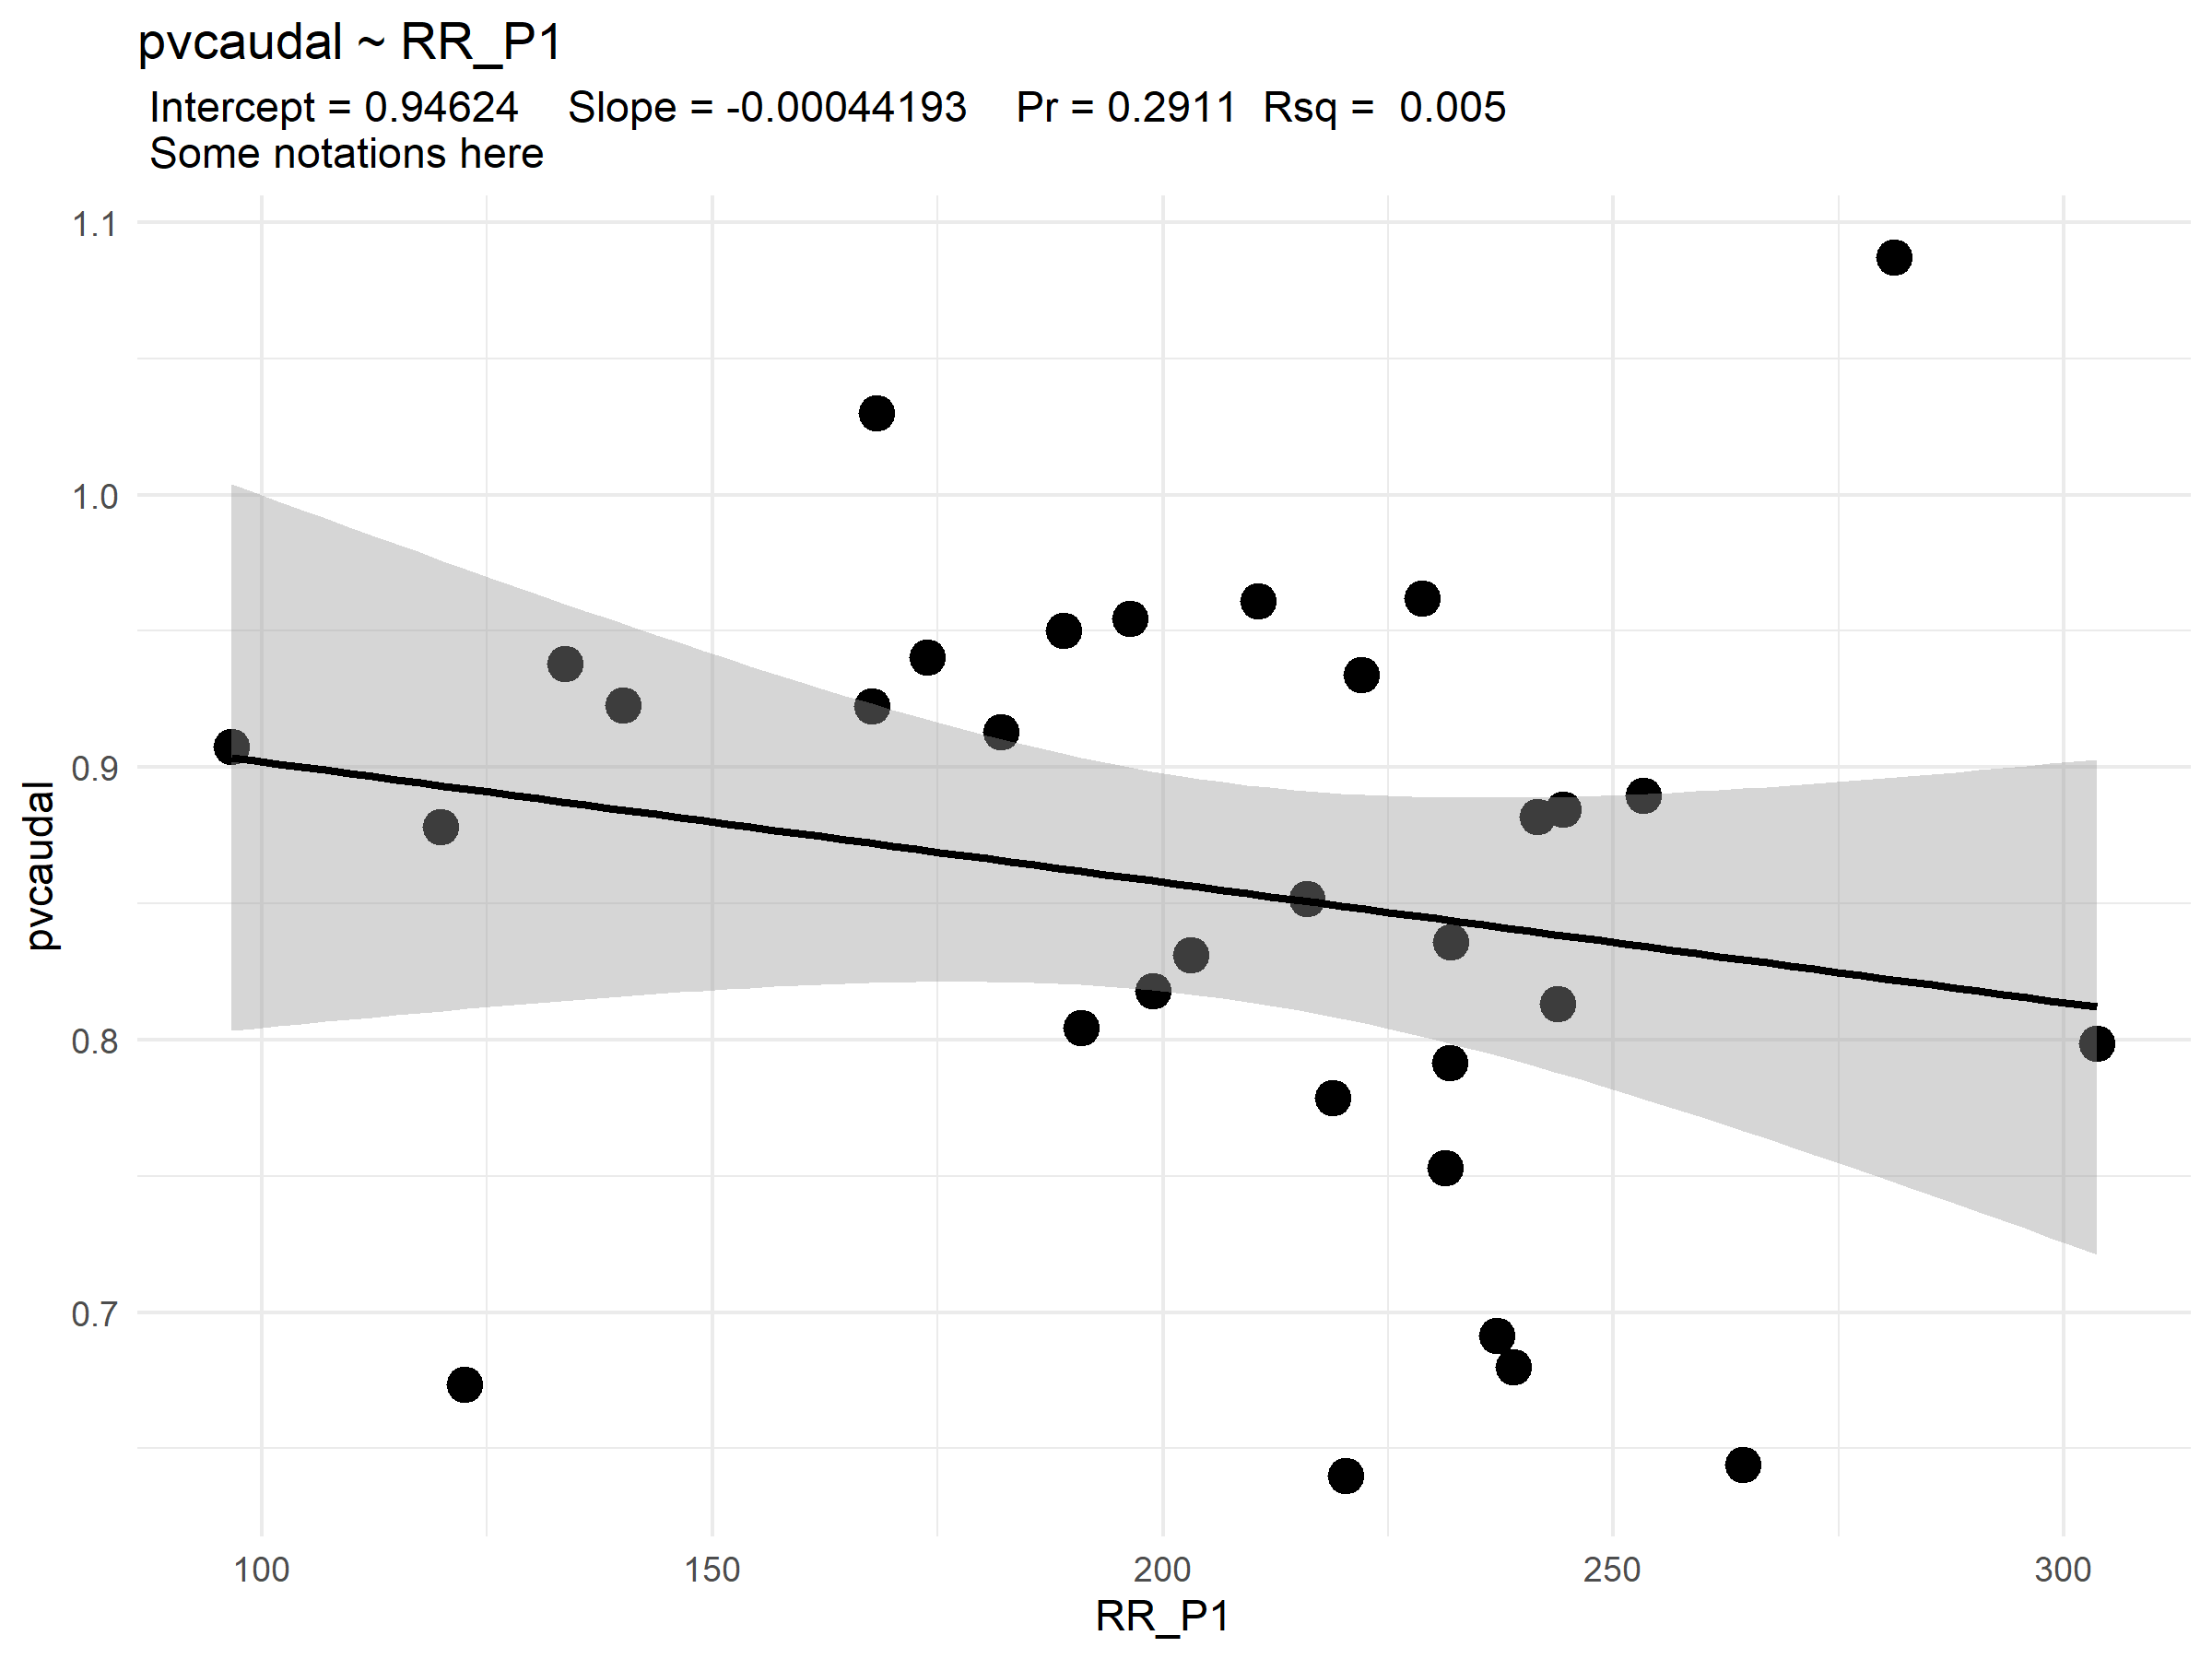 pvcaudal ~ RR_P1
Intercept = 0.94624 Slope = -0.00044193 Pr = 0.2911 Rsq = 0.005
Some notations here
1.1
1.0
0.9
0.8
0.7
pvcaudal
100 150 200 250 300
RR_P1